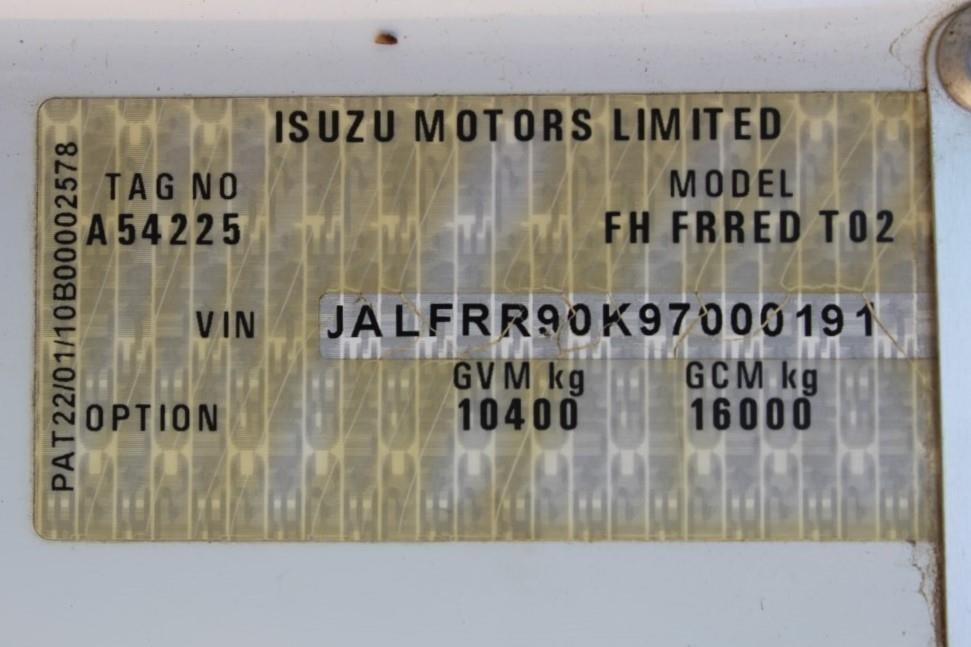 ISUZU MOTORS LIMITED
TAG NO
A54225
MODEL
FH FRRED T02
VIN
JALFRR90K97000191
GVM kg
10400
GCM kg
16000
OPTION
PAT22/01/10B00002578